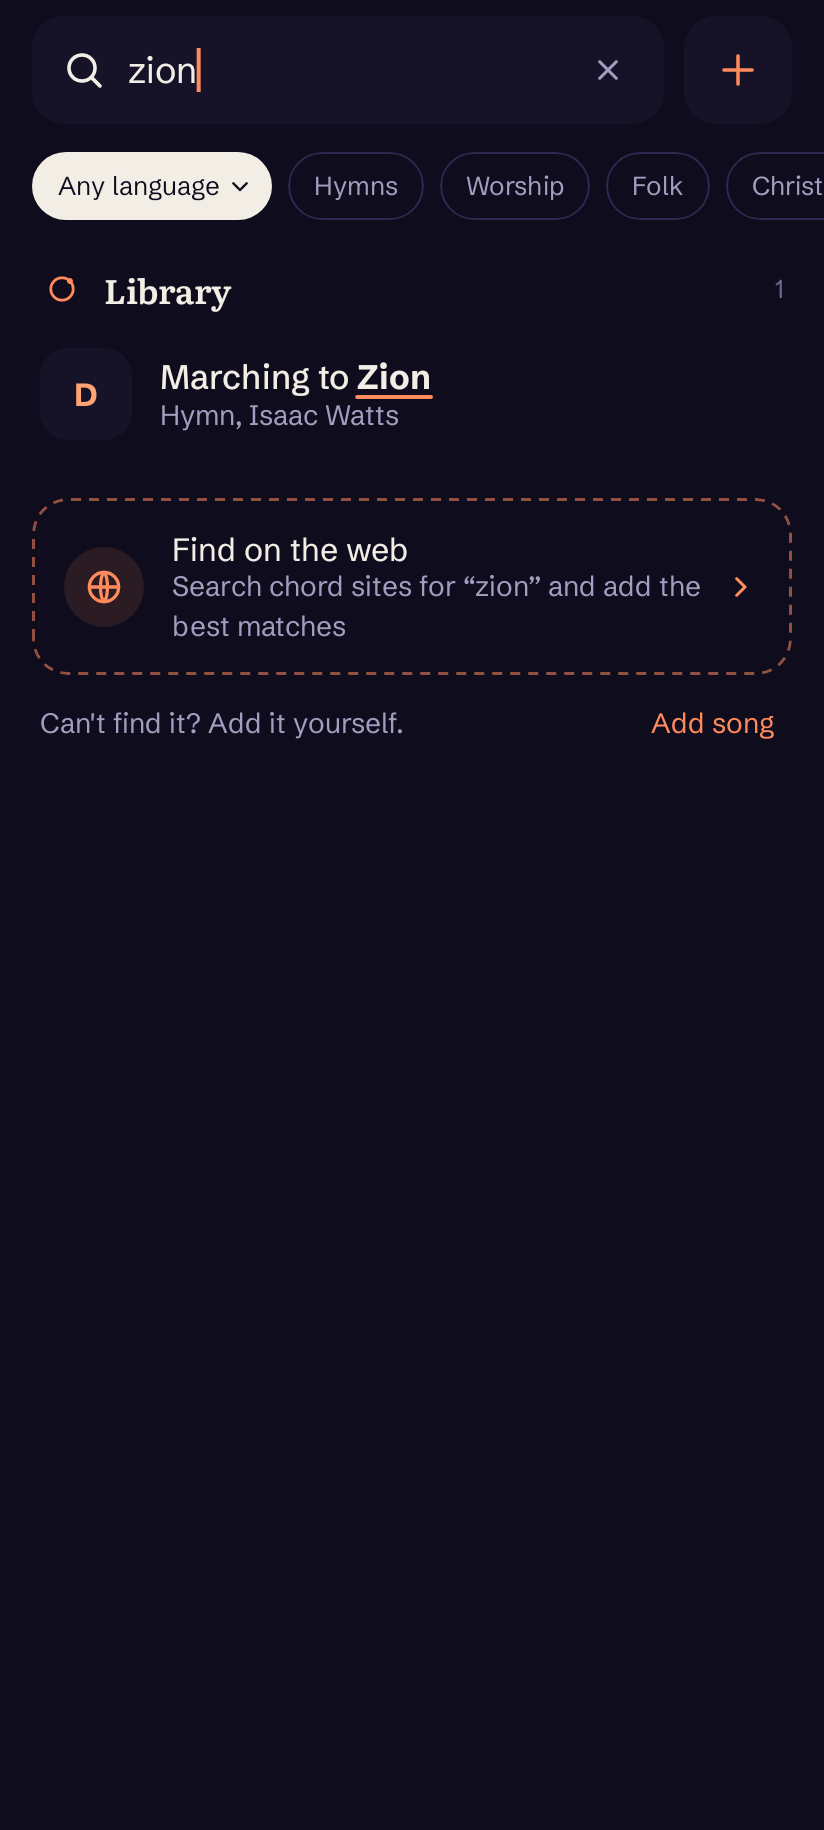 zion
Any language
Hymns
Worship
Folk
Christ
Library
1
D
Marching to Zion
Hymn, Isaac Watts
Find on the web
Search chord sites for “zion” and add the
best matches
Can't find it? Add it yourself.
Add song